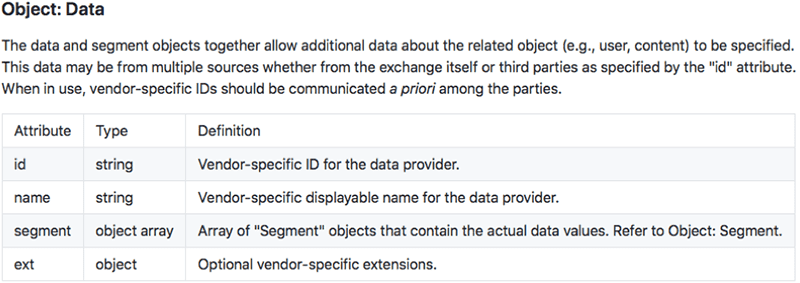 Object: Data
The data and segment objects together allow additional data about the related object (e.g., user, content) to be specified.
This data may be from multiple sources whether from the exchange itself or third parties as specified by the "id" attribute.
When in use, vendor-specific IDs should be communicated a priori among the parties.
Attribute Type Definition
id string Vendor-specific ID for the data provider.
name string Vendor-specific displayable name for the data provider.
segment object array Array of "Segment" objects that contain the actual data values. Refer to Object: Segment.
ext object Optional vendor-specific extensions.